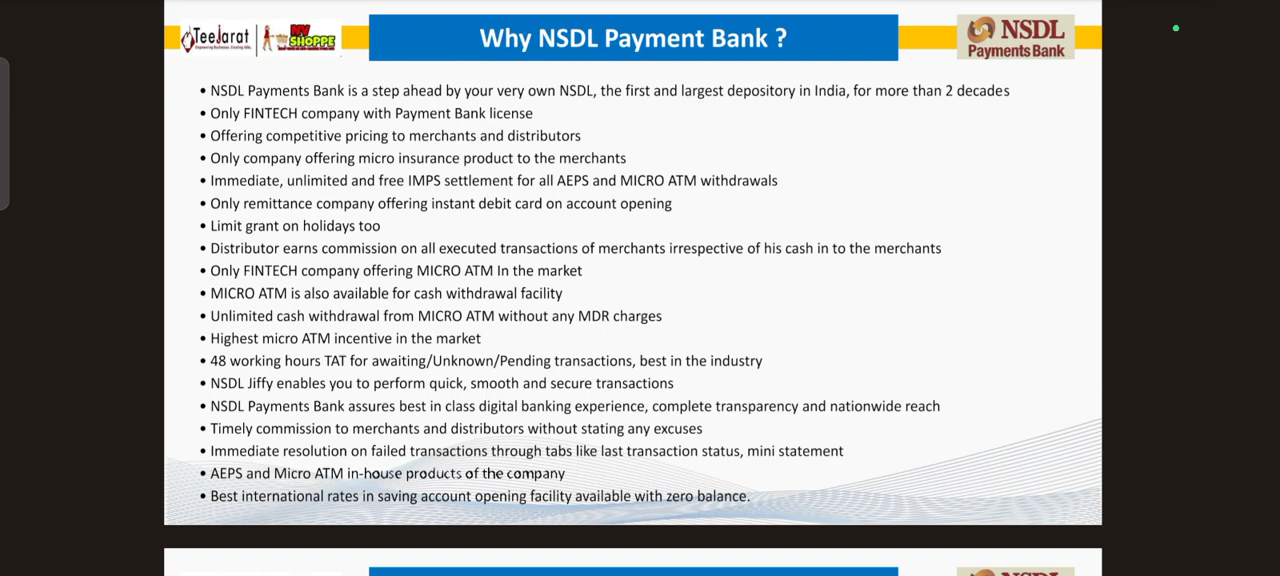 Teejarat
Empowering Businesses, Creating Jobs.
MY
SHOPPE
Why NSDL Payment Bank ?
NSDL
Payments Bank
• NSDL Payments Bank is a step ahead by your very own NSDL, the first and largest depository in India, for more than 2 decades
• Only FINTECH company with Payment Bank license
• Offering competitive pricing to merchants and distributors
• Only company offering micro insurance product to the merchants
• Immediate, unlimited and free IMPS settlement for all AEPS and MICRO ATM withdrawals
• Only remittance company offering instant debit card on account opening
• Limit grant on holidays too
• Distributor earns commission on all executed transactions of merchants irrespective of his cash in to the merchants
• Only FINTECH company offering MICRO ATM In the market
• MICRO ATM is also available for cash withdrawal facility
• Unlimited cash withdrawal from MICRO ATM without any MDR charges
• Highest micro ATM incentive in the market
• 48 working hours TAT for awaiting/Unknown/Pending transactions, best in the industry
• NSDL Jiffy enables you to perform quick, smooth and secure transactions
• NSDL Payments Bank assures best in class digital banking experience, complete transparency and nationwide reach
• Timely commission to merchants and distributors without stating any excuses
• Immediate resolution on failed transactions through tabs like last transaction status, mini statement
• AEPS and Micro ATM in-house products of the company
• Best international rates in saving account opening facility available with zero balance.
NSDL